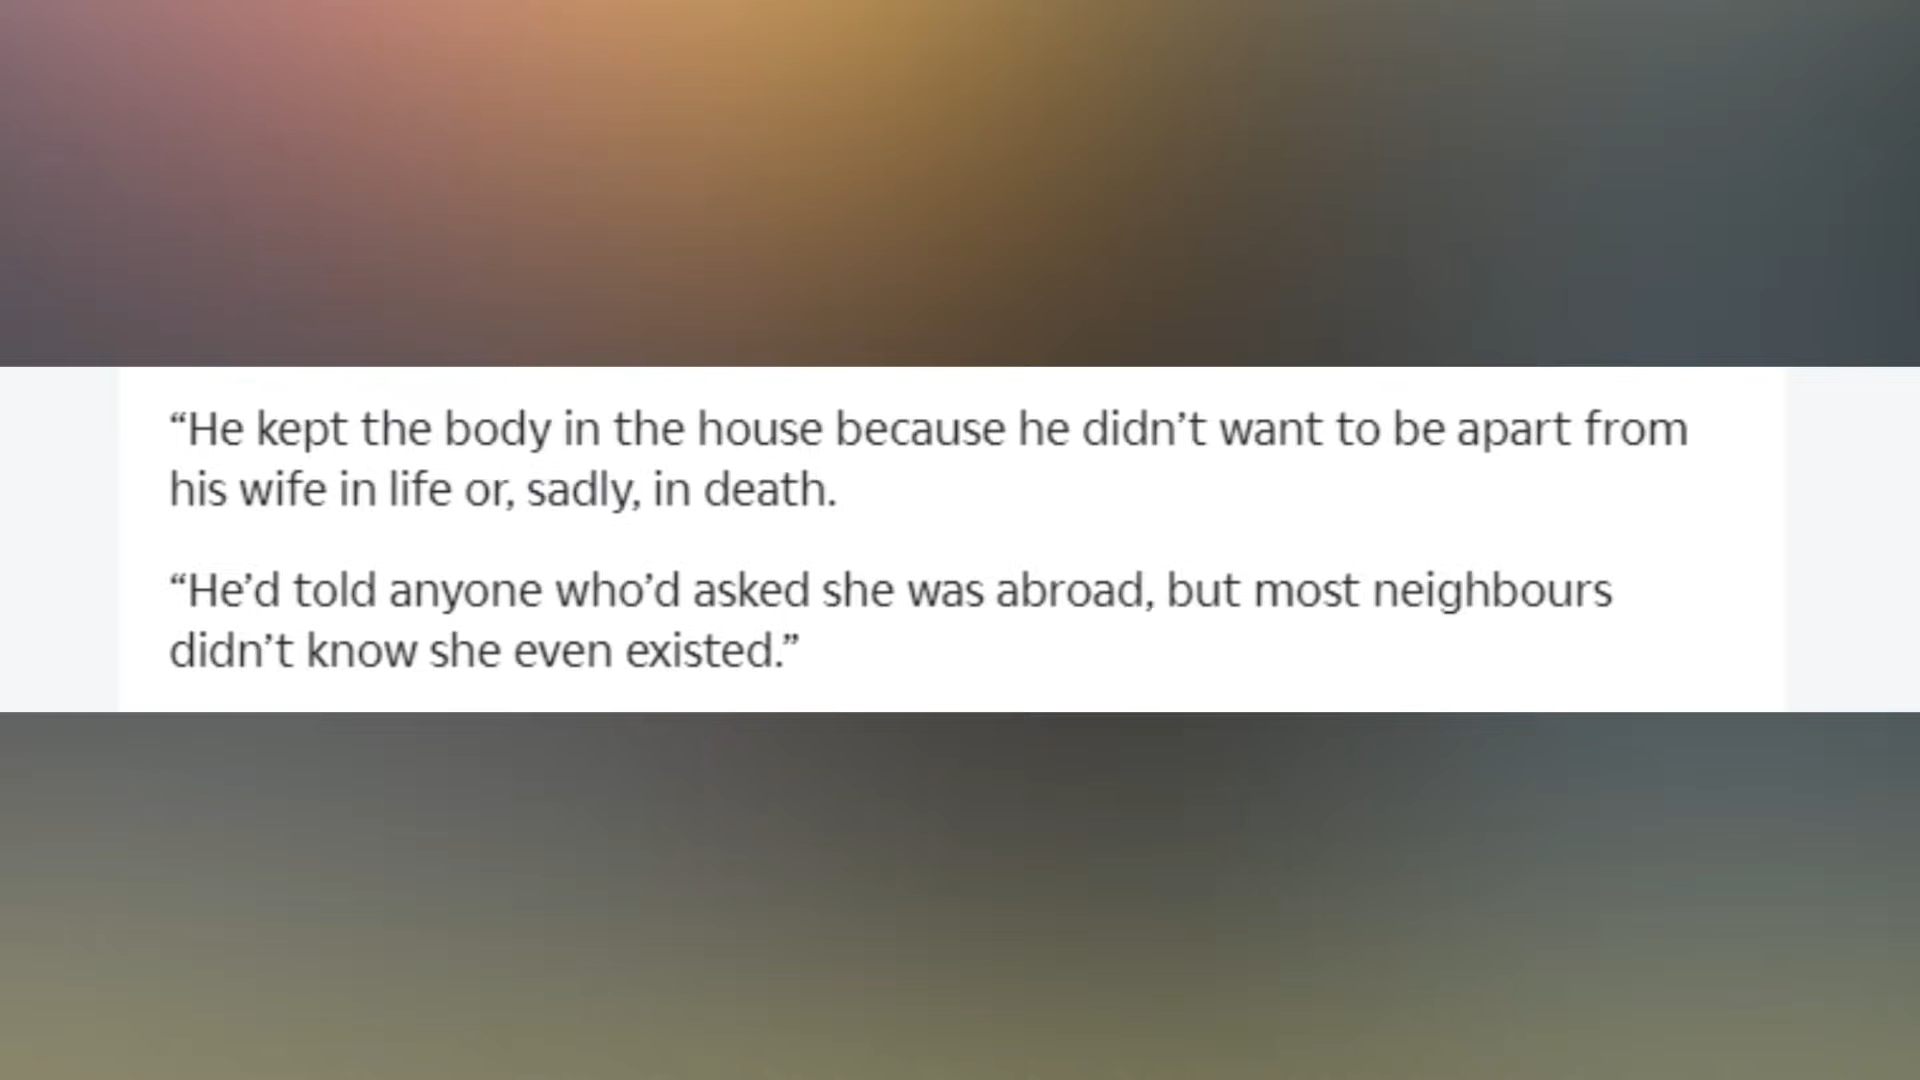 “He kept the body in the house because he didn’t want to be apart from
his wife in life or, sadly, in death.
“He’d told anyone who’d asked she was abroad, but most neighbours
didn’t know she even existed.”